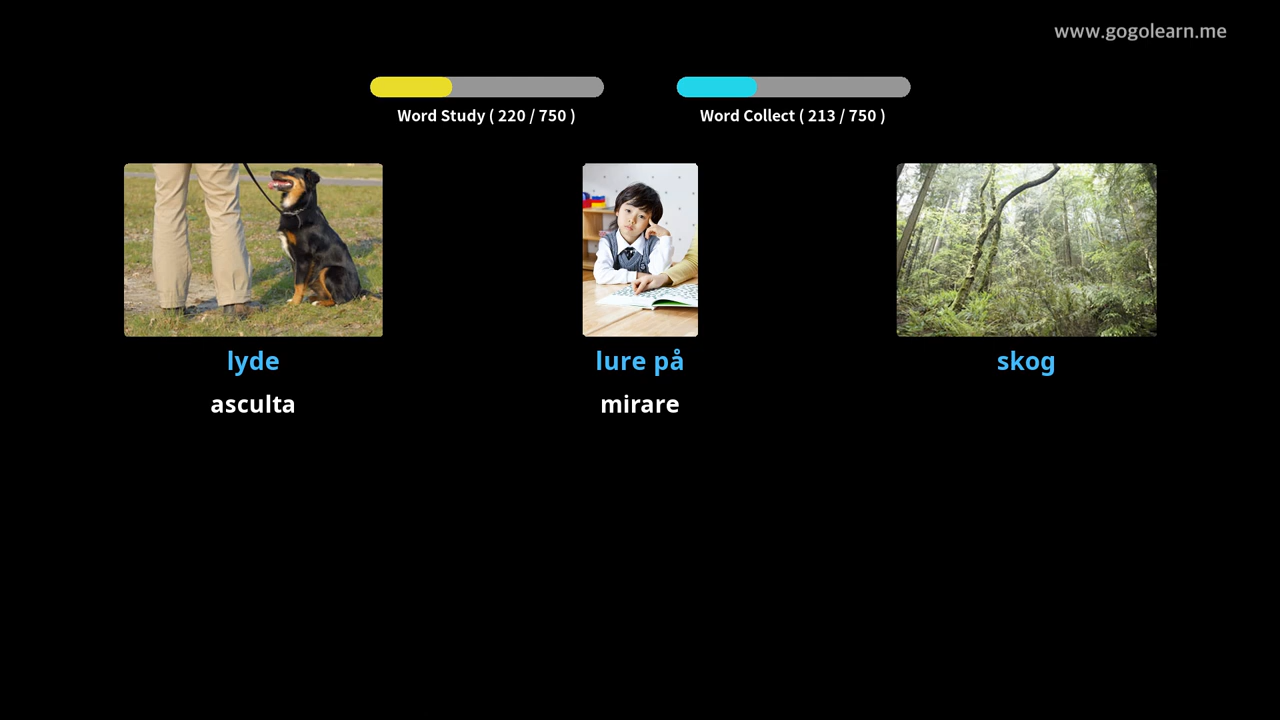 www.gogolearn.me
Word Study ( 220 / 750 )
Word Collect ( 213 / 750 )
lyde
lure på
skog
asculta
mirare